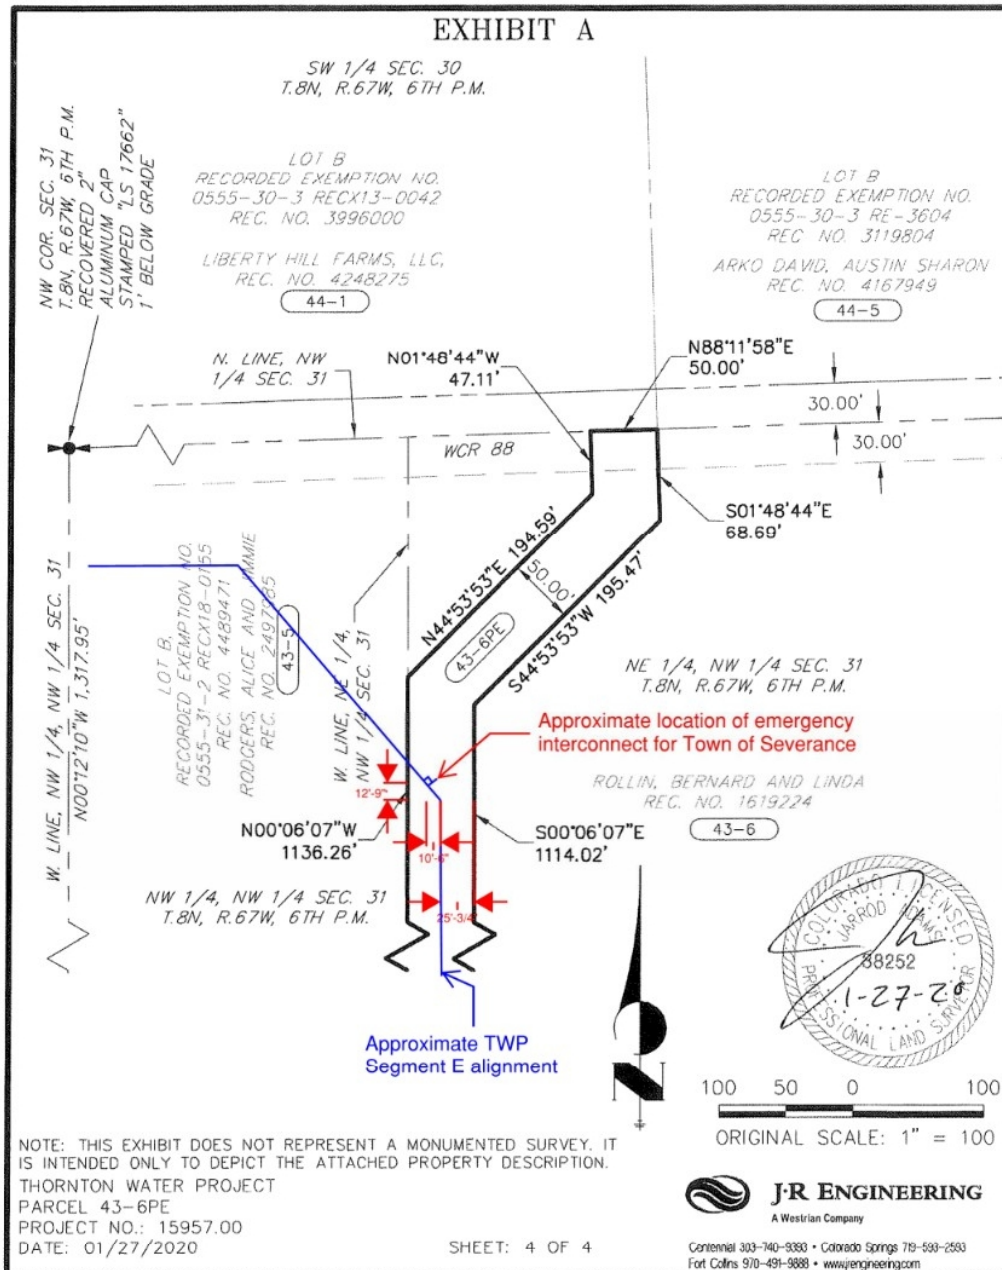 EXHIBIT A
SW 1/4 SEC. 30
T.8N, R.67W, 6TH P.M.
NW COR. SEC. 31
T.8N, R.67W, 6TH P.M.
RECOVERED 2"
ALUMINUM CAP
STAMPED "LS 17662"
1' BELOW GRADE
LOT B
RECORDED EXEMPTION NO.
0555-30-3 RECX13-0042
REC. NO. 3996000
LIBERTY HILL FARMS, LLC,
REC. NO. 4248275
44-1
LOT B
RECORDED EXEMPTION NO.
0555-30-3 RE-3604
REC NO. 3119804
ARKO DAVID, AUSTIN SHARON
REC. NO. 4167949
44-5
N. LINE, NW
1/4 SEC. 31
N01°48'44"W
47.11'
N88°11'58"E
50.00'
30.00'
30.00'
WCR 88
S01°48'44"E
68.69'
N44°53'53"E 194.59'
50.00'
S44°53'53"W 195.47'
43-6PE
W. LINE, NW 1/4, NW 1/4 SEC. 31
N00°12'10"W 1,317.95'
LOT B,
RECORDED EXEMPTION NO.
0555-31-2 RECX18-0155
REC. NO. 4489471
RODGERS, ALICE AND
REC. NO.
43-5
W. LINE, NE 1/4,
NW 1/4 SEC. 31
NE 1/4, NW 1/4 SEC. 31
T.8N, R.67W, 6TH P.M.
Approximate location of emergency
interconnect for Town of Severance
ROLLIN, BERNARD AND LINDA
REC. NO. 1619224
43-6
12'-9"
N00°06'07"W
1136.26'
10'-6"
S00°06'07"E
1114.02'
NW 1/4, NW 1/4 SEC. 31
T.8N, R.67W, 6TH P.M.
25'-3/4"
Approximate TWP
Segment E alignment
N
COLORADO LICENSED
JARROD ADAMS
38252
1-27-20
PROFESSIONAL LAND SURVEYOR
100 50 0 100
ORIGINAL SCALE: 1" = 100
NOTE: THIS EXHIBIT DOES NOT REPRESENT A MONUMENTED SURVEY. IT
IS INTENDED ONLY TO DEPICT THE ATTACHED PROPERTY DESCRIPTION.
THORNTON WATER PROJECT
PARCEL 43-6PE
PROJECT NO.: 15957.00
DATE: 01/27/2020
SHEET: 4 OF 4
J·R ENGINEERING
A Westrian Company
Centennial 303-740-9393 • Colorado Springs 719-593-2593
Fort Collins 970-491-9888 • www.jrengineering.com